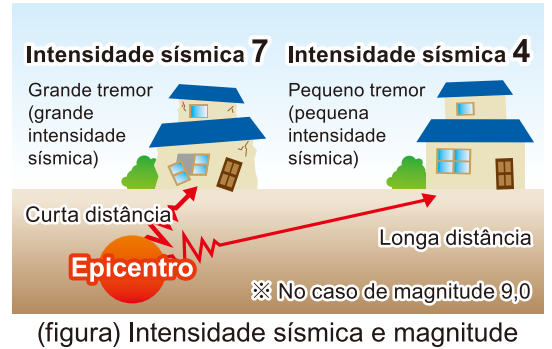 Intensidade sísmica 7
Grande tremor
(grande
intensidade
sísmica)
Intensidade sísmica 4
Pequeno tremor
(pequena
intensidade
sísmica)
Curta distância
Epicentro
Longa distância
※ No caso de magnitude 9,0
(figura) Intensidade sísmica e magnitude